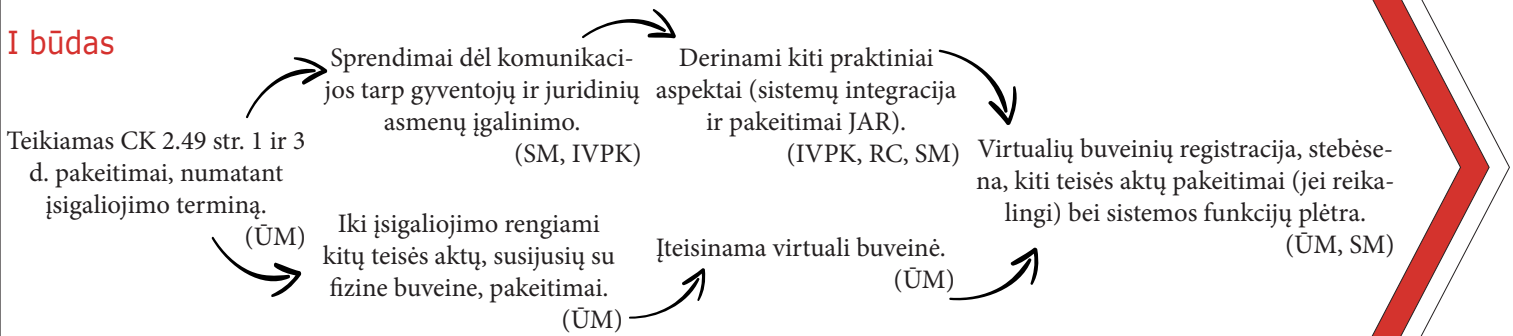 I būdas
Teikiamas CK 2.49 str. 1 ir 3
d. pakeitimai, numatant
įsigaliojimo terminą.
(ŪM)
Sprendimai dėl komunikaci-
jos tarp gyventojų ir juridinių
asmenų įgalinimo.
(SM, IVPK)
Derinami kiti praktiniai
aspektai (sistemų integracija
ir pakeitimai JAR).
(IVPK, RC, SM)
Iki įsigaliojimo rengiami
kitų teisės aktų, susijusių su
fizine buveine, pakeitimai.
(ŪM)
Įteisinama virtuali buveinė.
(ŪM)
Virtualių buveinių registracija, stebėse-
na, kiti teisės aktų pakeitimai (jei reika-
lingi) bei sistemos funkcijų plėtra.
(ŪM, SM)